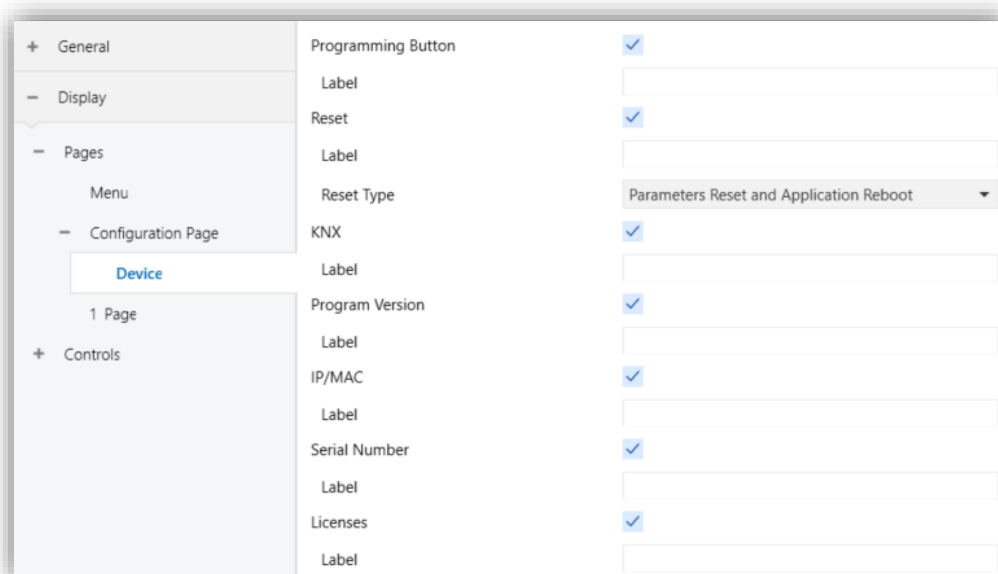 General
Display
Pages
Menu
Configuration Page
Device
1 Page
Controls
Programming Button
Label
Reset
Label
Reset Type Parameters Reset and Application Reboot
KNX
Label
Program Version
Label
IP/MAC
Label
Serial Number
Label
Licenses
Label